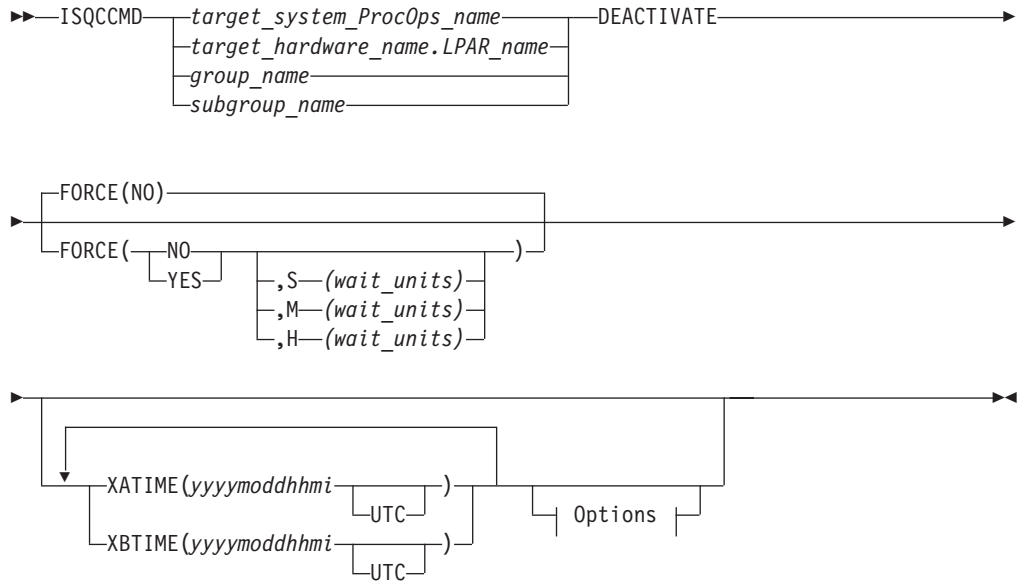 ISQCCMD target_system_ProcOps_name DEACTIVATE
target_hardware_name.LPAR_name
group_name
subgroup_name
FORCE(NO)
FORCE( NO )
YES ,S (wait_units)
,M (wait_units)
,H (wait_units)
XATIME(yyyymoddhhmi )
UTC Options
XBTIME(yyyymoddhhmi )
UTC